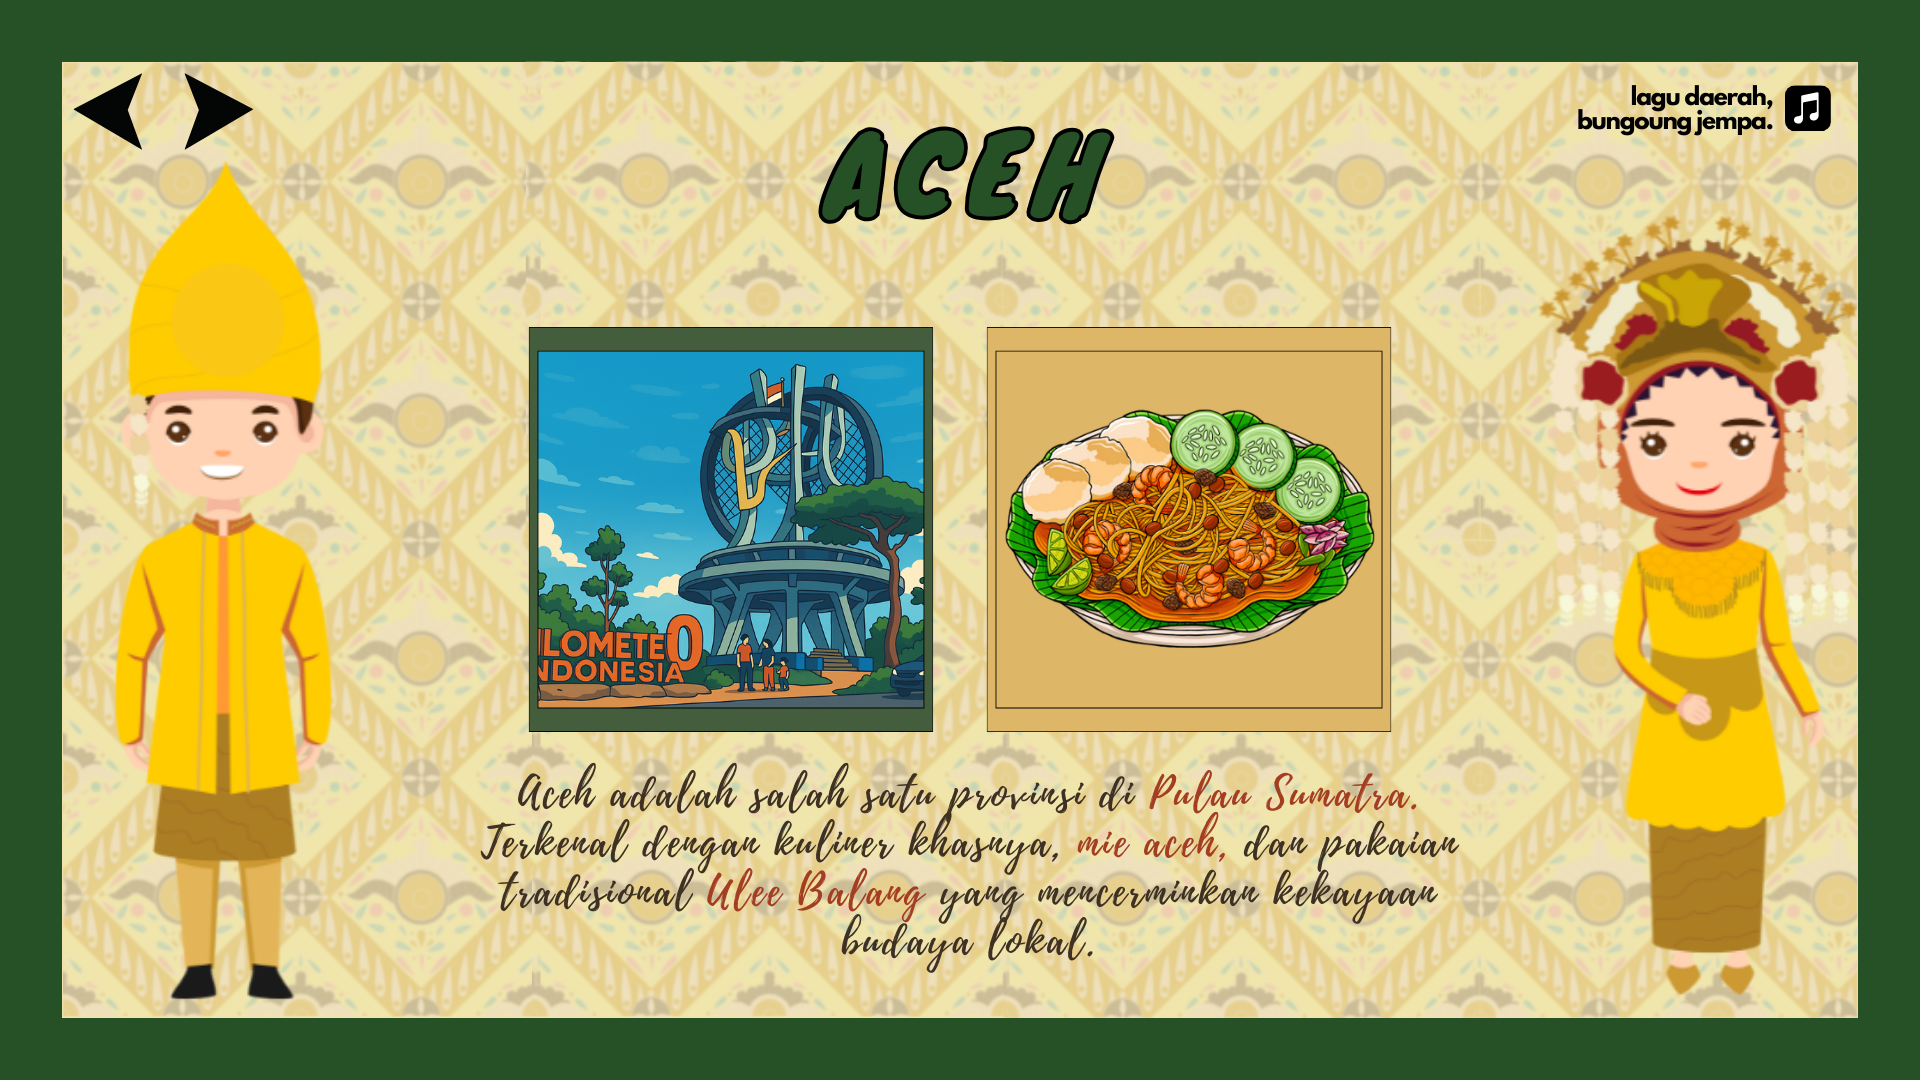 lagu daerah,
bungoung jempa.
ACEH
ILOMETE 0
NDONESIA
Aceh adalah salah satu provinsi di Pulau Sumatra.
Terkenal dengan kuliner khasnya, mie aceh, dan pakaian
tradisional Ulee Balang yang mencerminkan kekayaan
budaya lokal.